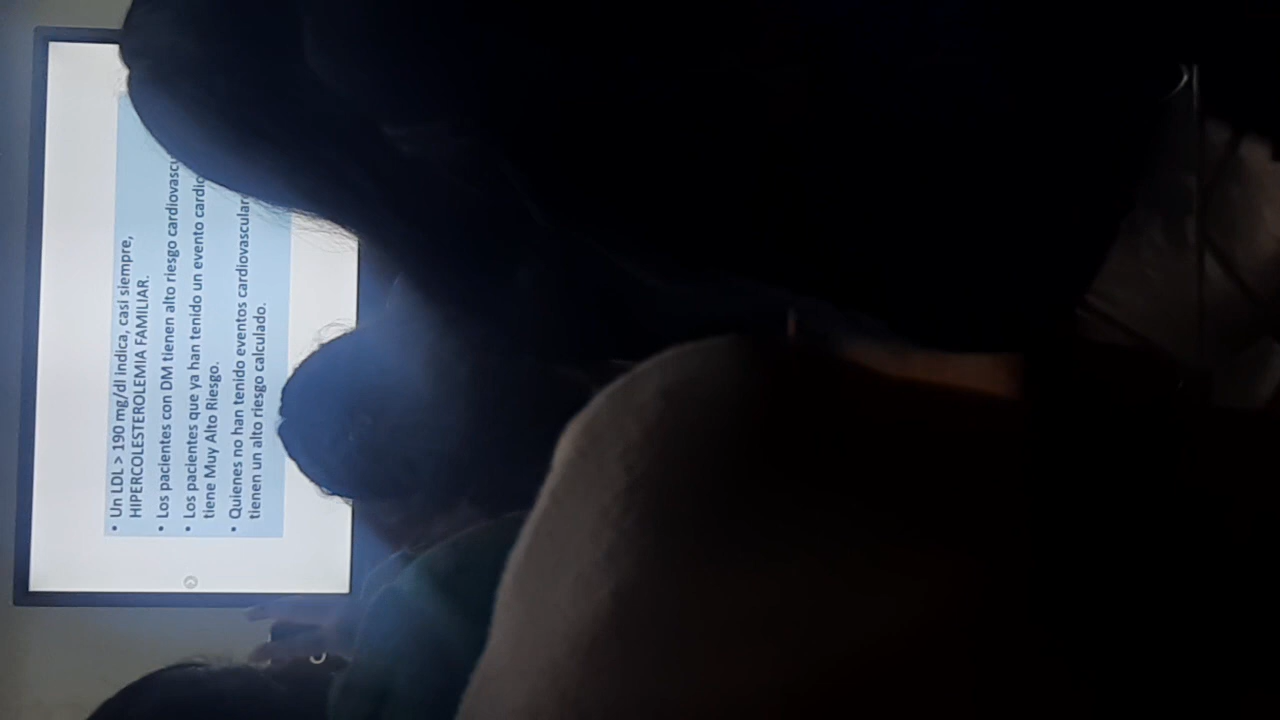 • Un LDL > 190 mg/dl indica, casi siempre,
HIPERCOLESTEROLEMIA FAMILIAR.
• Los pacientes con DM tienen alto riesgo
• Los pacientes que ya han tenido un evento
tiene Muy Alto Riesgo.
• Quienes no han tenido eventos cardiovascular
tienen un alto riesgo calculado.